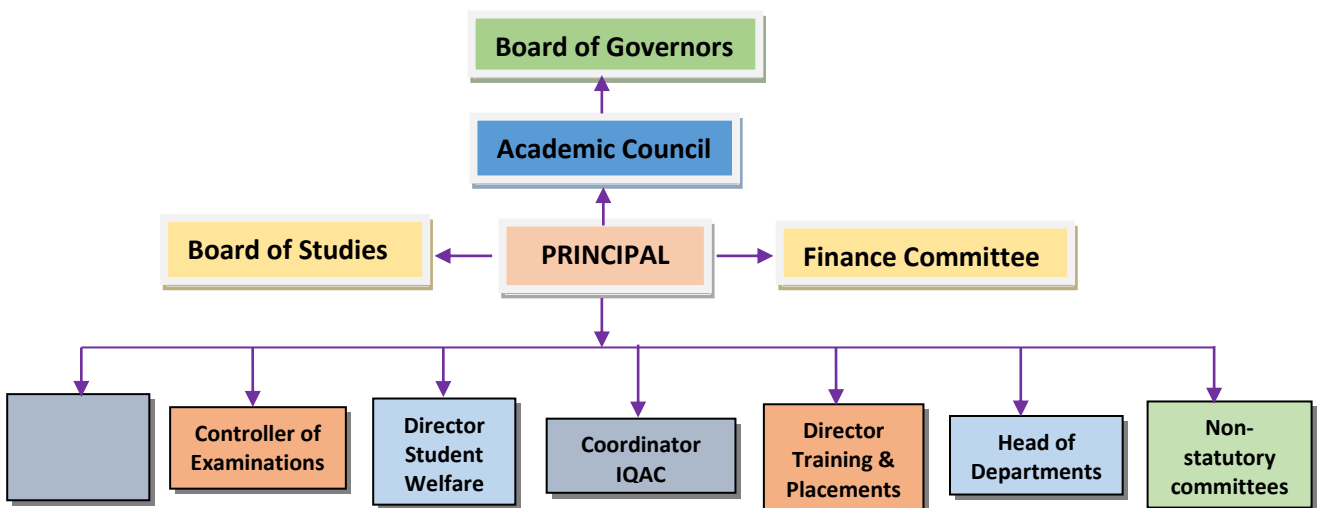 Board of Governors
Academic Council
Board of Studies
PRINCIPAL
Finance Committee
Controller of
Examinations
Director
Student
Welfare
Coordinator
IQAC
Director
Training &
Placements
Head of
Departments
Non-
statutory
committees